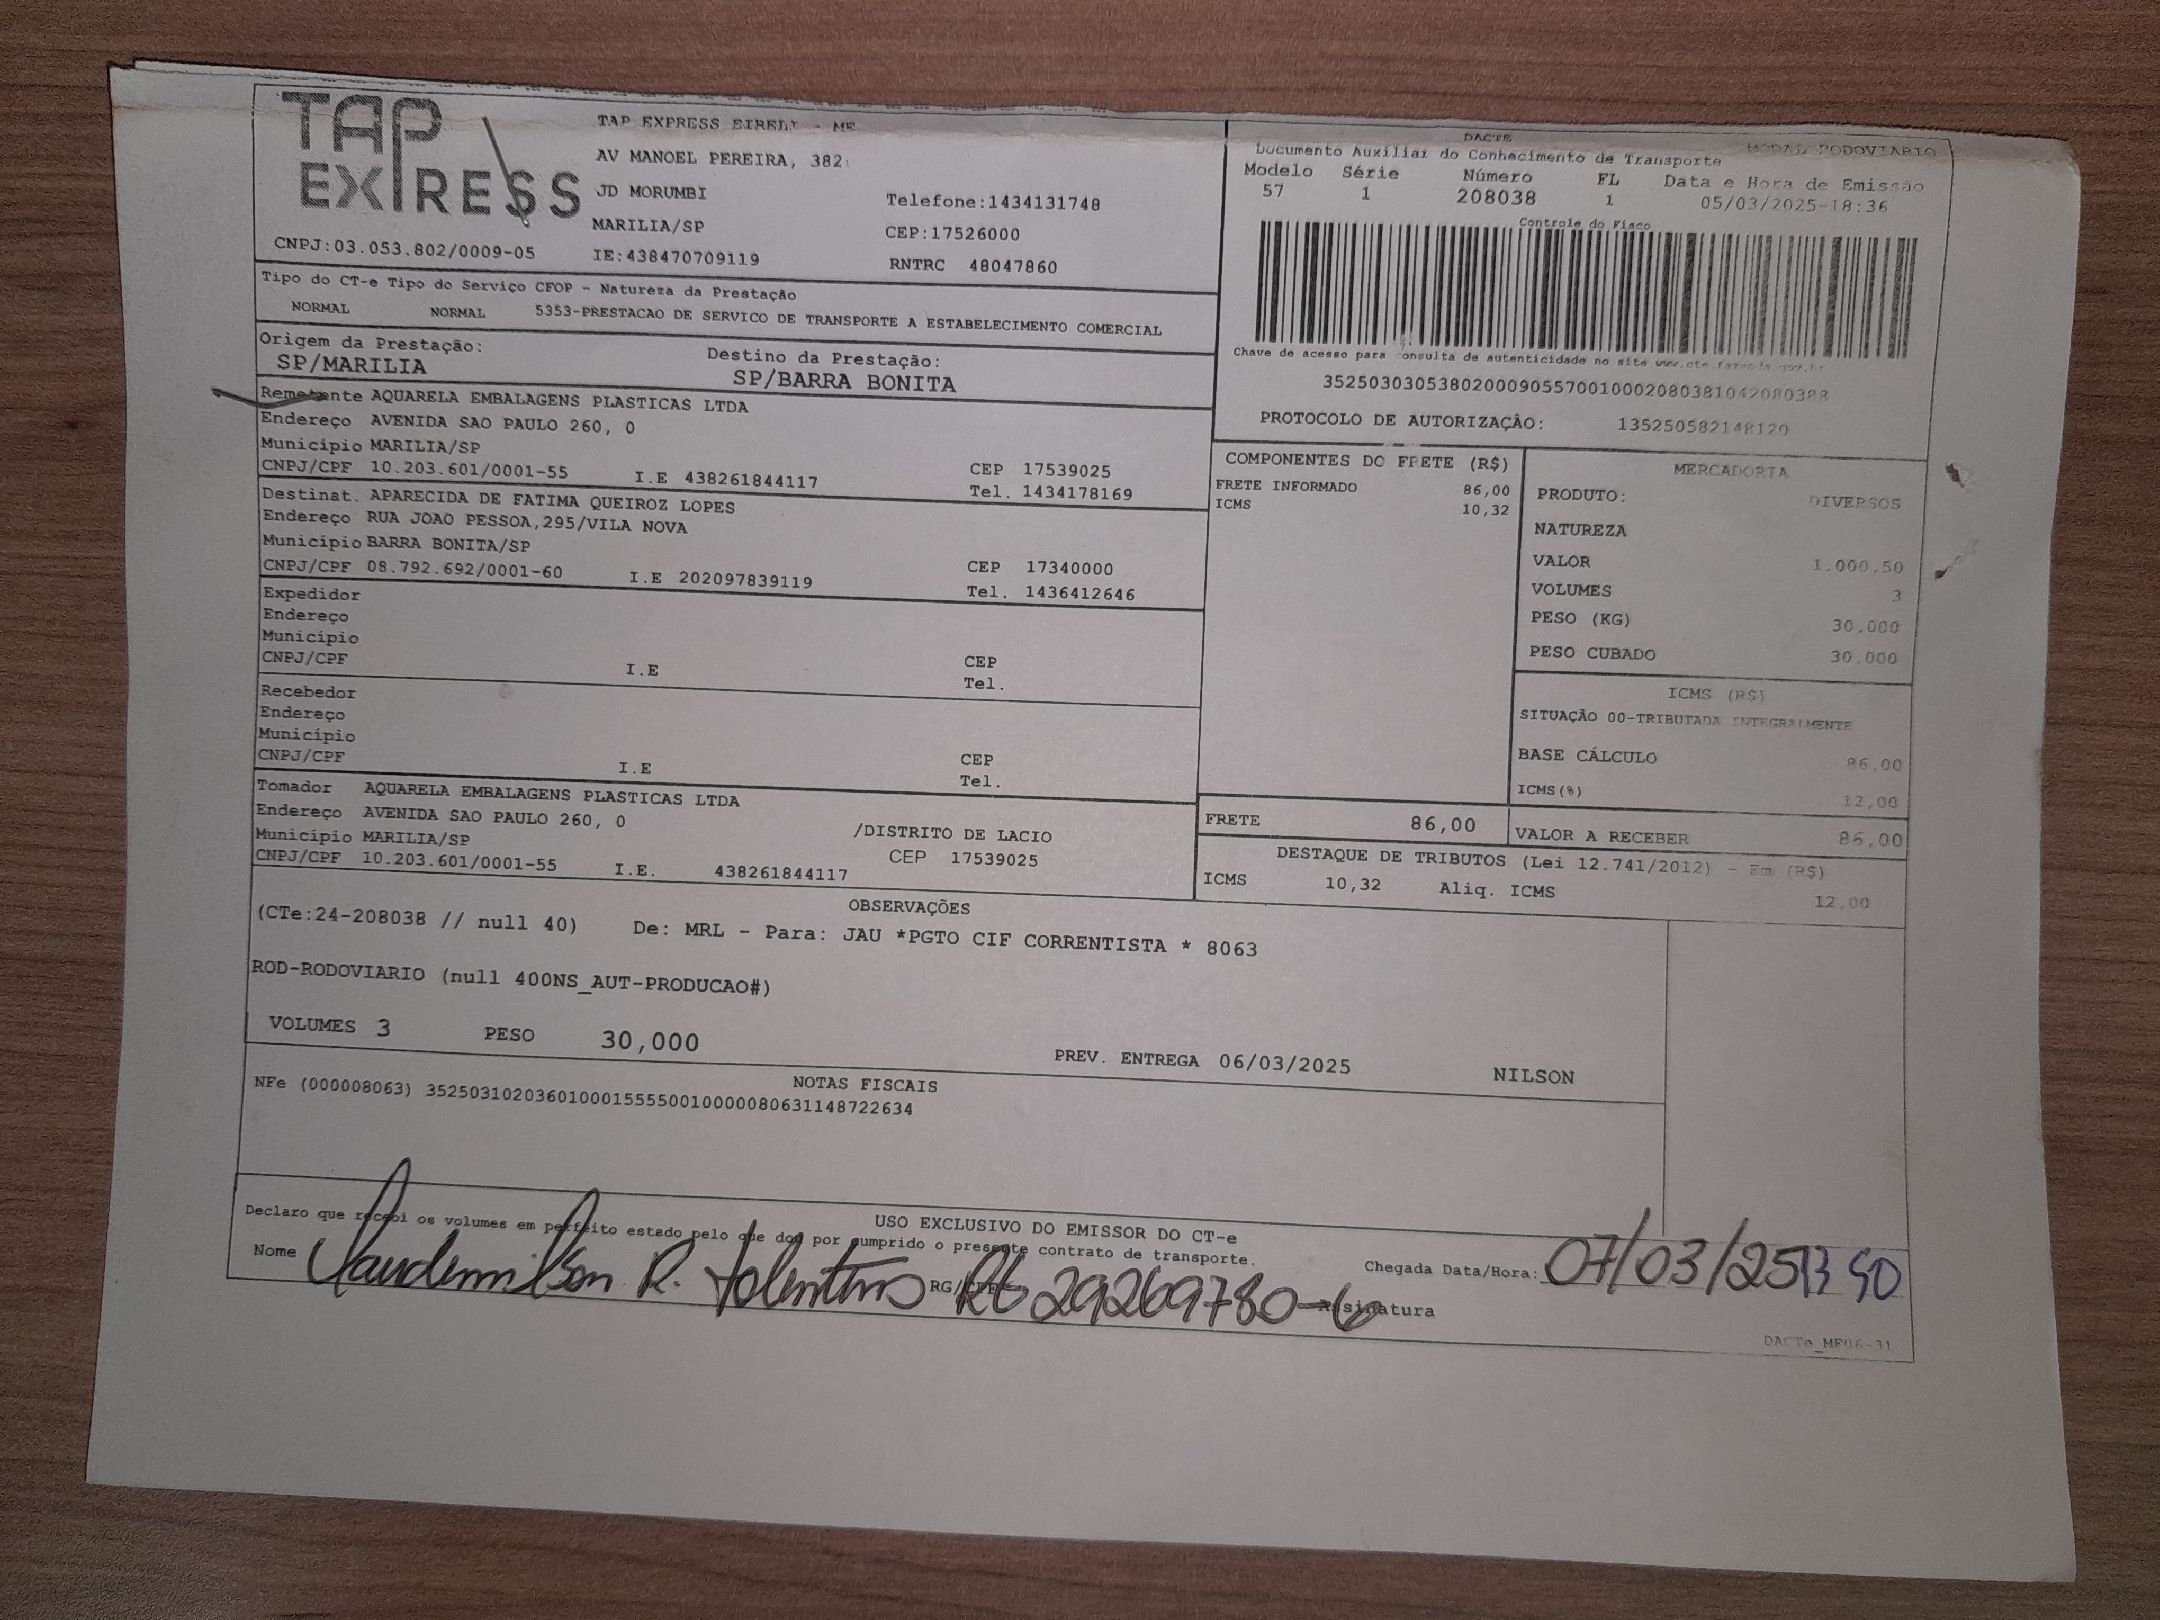 TAP EXPRESS
TAP EXPRESS EIRELI - ME
AV MANOEL PEREIRA, 382
JD MORUMBI
Telefone:1434131748
MARILIA/SP
CEP:17526000
CNPJ:03.053.802/0009-05
IE:438470709119
RNTRC 48047860
DACTE
MODAL RODOVIARIO
Documento Auxiliar do Conhecimento de Transporte
Modelo Série Número FL Data e Hora de Emissão
57 1 208038 1 05/03/2025-18:36
Controle do Fisco
Chave de acesso para consulta de autenticidade no site www.cte.fazenda.gov.br
35250303053802000905570010002080381042080388
PROTOCOLO DE AUTORIZAÇÃO: 135250582148120
Tipo do CT-e Tipo do Serviço CFOP - Natureza da Prestação
NORMAL NORMAL 5353-PRESTACAO DE SERVICO DE TRANSPORTE A ESTABELECIMENTO COMERCIAL
Origem da Prestação: Destino da Prestação:
SP/MARILIA SP/BARRA BONITA
Remetente AQUARELA EMBALAGENS PLASTICAS LTDA
Endereço AVENIDA SAO PAULO 260, 0
Município MARILIA/SP
CEP 17539025
CNPJ/CPF 10.203.601/0001-55 I.E 438261844117 Tel. 1434178169
Destinat. APARECIDA DE FATIMA QUEIROZ LOPES
Endereço RUA JOAO PESSOA,295/VILA NOVA
Município BARRA BONITA/SP
CEP 17340000
CNPJ/CPF 08.792.692/0001-60 I.E 202097839119 Tel. 1436412646
Expedidor
Endereço
Município
CEP
CNPJ/CPF I.E Tel.
Recebedor
Endereço
Município
CEP
CNPJ/CPF I.E Tel.
Tomador AQUARELA EMBALAGENS PLASTICAS LTDA
Endereço AVENIDA SAO PAULO 260, 0 /DISTRITO DE LACIO
Município MARILIA/SP CEP 17539025
CNPJ/CPF 10.203.601/0001-55 I.E. 438261844117
COMPONENTES DO FRETE (R$)
FRETE INFORMADO 86,00
ICMS 10,32
MERCADORIA
PRODUTO: DIVERSOS
NATUREZA
VALOR 1.000,50
VOLUMES 3
PESO (KG) 30,000
PESO CUBADO 30,000
ICMS (R$)
SITUAÇÃO 00-TRIBUTADA INTEGRALMENTE
BASE CÁLCULO 86,00
ICMS(%) 12,00
FRETE 86,00 VALOR A RECEBER 86,00
DESTAQUE DE TRIBUTOS (Lei 12.741/2012) - Em (R$)
ICMS 10,32 Aliq. ICMS 12,00
OBSERVAÇÕES
(CTe:24-208038 // null 40) De: MRL - Para: JAU *PGTO CIF CORRENTISTA * 8063
ROD-RODOVIARIO (null 400NS_AUT-PRODUCAO#)
VOLUMES 3 PESO 30,000 PREV. ENTREGA 06/03/2025 NILSON
NOTAS FISCAIS
NFe (000008063) 35250310203601000155550010000080631148722634
USO EXCLUSIVO DO EMISSOR DO CT-e
Declaro que recebi os volumes em perfeito estado pelo que dou por cumprido o presente contrato de transporte.
Chegada Data/Hora: 07/03/25 13 50
Nome Claudemilson R. Tolentino RG 29269780-6 Assinatura